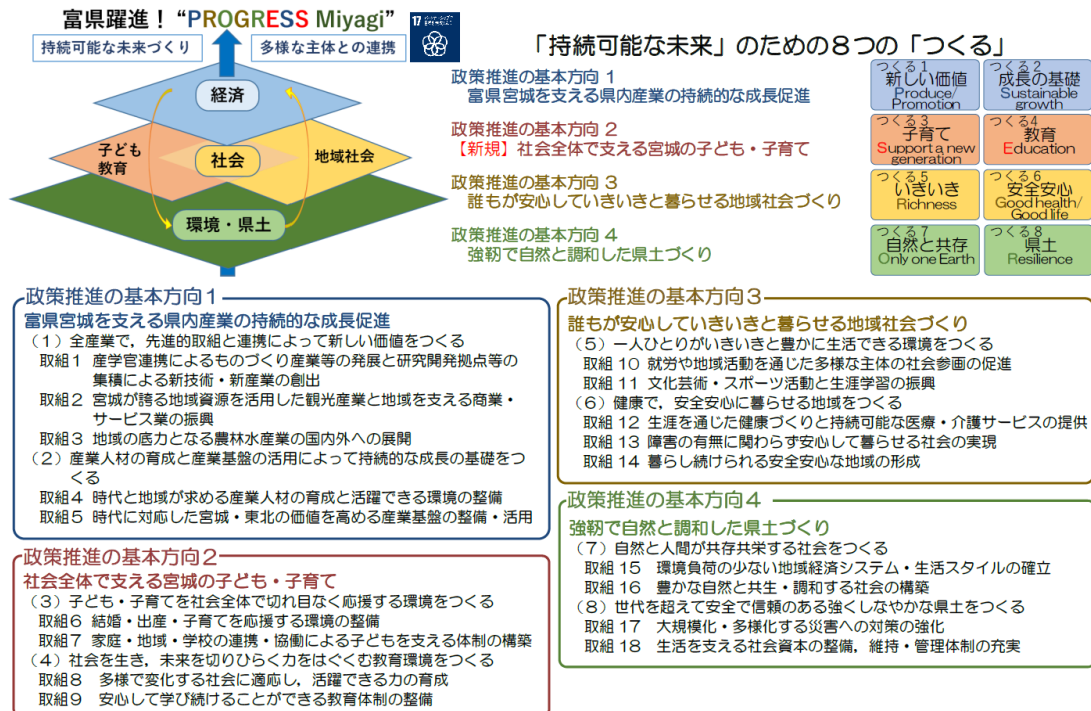 富県躍進！“PROGRESS Miyagi”
持続可能な未来づくり
多様な主体との連携
17
経済
子ども
教育
社会
地域社会
環境・県土
「持続可能な未来」のための８つの「つくる」
政策推進の基本方向 1
富県宮城を支える県内産業の持続的な成長促進
政策推進の基本方向 2
【新規】社会全体で支える宮城の子ども・子育て
政策推進の基本方向 3
誰もが安心していきいきと暮らせる地域社会づくり
政策推進の基本方向 4
強靭で自然と調和した県土づくり
つくる1
新しい価値
Produce/
Promotion
つくる2
成長の基礎
Sustainable
growth
つくる3
子育て
Support a new
generation
つくる4
教育
Education
つくる5
いきいき
Richness
つくる6
安全安心
Good health/
Good life
つくる7
自然と共存
Only one Earth
つくる8
県土
Resilience
政策推進の基本方向1
富県宮城を支える県内産業の持続的な成長促進
（1）全産業で，先進的取組と連携によって新しい価値をつくる
取組1 産学官連携によるものづくり産業等の発展と研究開発拠点等の
集積による新技術・新産業の創出
取組2 宮城が誇る地域資源を活用した観光産業と地域を支える商業・
サービス業の振興
取組3 地域の底力となる農林水産業の国内外への展開
（2）産業人材の育成と産業基盤の活用によって持続的な成長の基礎をつ
くる
取組4 時代と地域が求める産業人材の育成と活躍できる環境の整備
取組5 時代に対応した宮城・東北の価値を高める産業基盤の整備・活用
政策推進の基本方向2
社会全体で支える宮城の子ども・子育て
（3）子ども・子育てを社会全体で切れ目なく応援する環境をつくる
取組6 結婚・出産・子育てを応援する環境の整備
取組7 家庭・地域・学校の連携・協働による子どもを支える体制の構築
（4）社会を生き，未来を切りひらく力をはぐくむ教育環境をつくる
取組8 多様で変化する社会に適応し，活躍できる力の育成
取組9 安心して学び続けることができる教育体制の整備
政策推進の基本方向3
誰もが安心していきいきと暮らせる地域社会づくり
（5）一人ひとりがいきいきと豊かに生活できる環境をつくる
取組 10 就労や地域活動を通じた多様な主体の社会参画の促進
取組 11 文化芸術・スポーツ活動と生涯学習の振興
（6）健康で，安全安心に暮らせる地域をつくる
取組 12 生涯を通じた健康づくりと持続可能な医療・介護サービスの提供
取組 13 障害の有無に関わらず安心して暮らせる社会の実現
取組 14 暮らし続けられる安全安心な地域の形成
政策推進の基本方向4
強靭で自然と調和した県土づくり
（7）自然と人間が共存共栄する社会をつくる
取組 15 環境負荷の少ない地域経済システム・生活スタイルの確立
取組 16 豊かな自然と共生・調和する社会の構築
（8）世代を超えて安全で信頼のある強くしなやかな県土をつくる
取組 17 大規模化・多様化する災害への対策の強化
取組 18 生活を支える社会資本の整備，維持・管理体制の充実